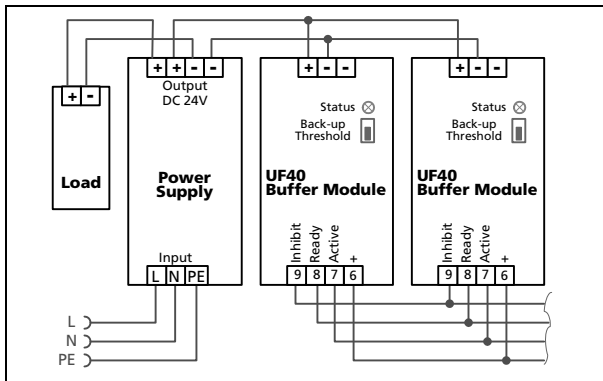 + -
Load
+ + - -
Output
DC 24V
Power
Supply
Input
L N PE
L
N
PE
+ - -
Status
Back-up
Threshold
UF40
Buffer Module
Inhibit
Ready
Active
+
9 8 7 6
+ - -
Status
Back-up
Threshold
UF40
Buffer Module
Inhibit
Ready
Active
+
9 8 7 6